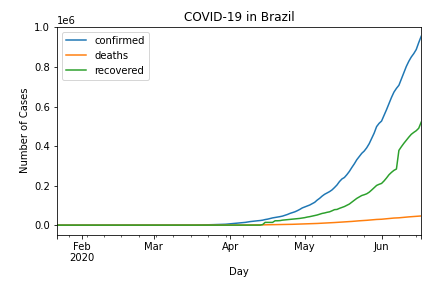 COVID-19 in Brazil
1e6
confirmed
deaths
recovered
1.0
0.8
0.6
0.4
0.2
0.0
Number of Cases
Feb
2020
Mar
Apr
May
Jun
Day